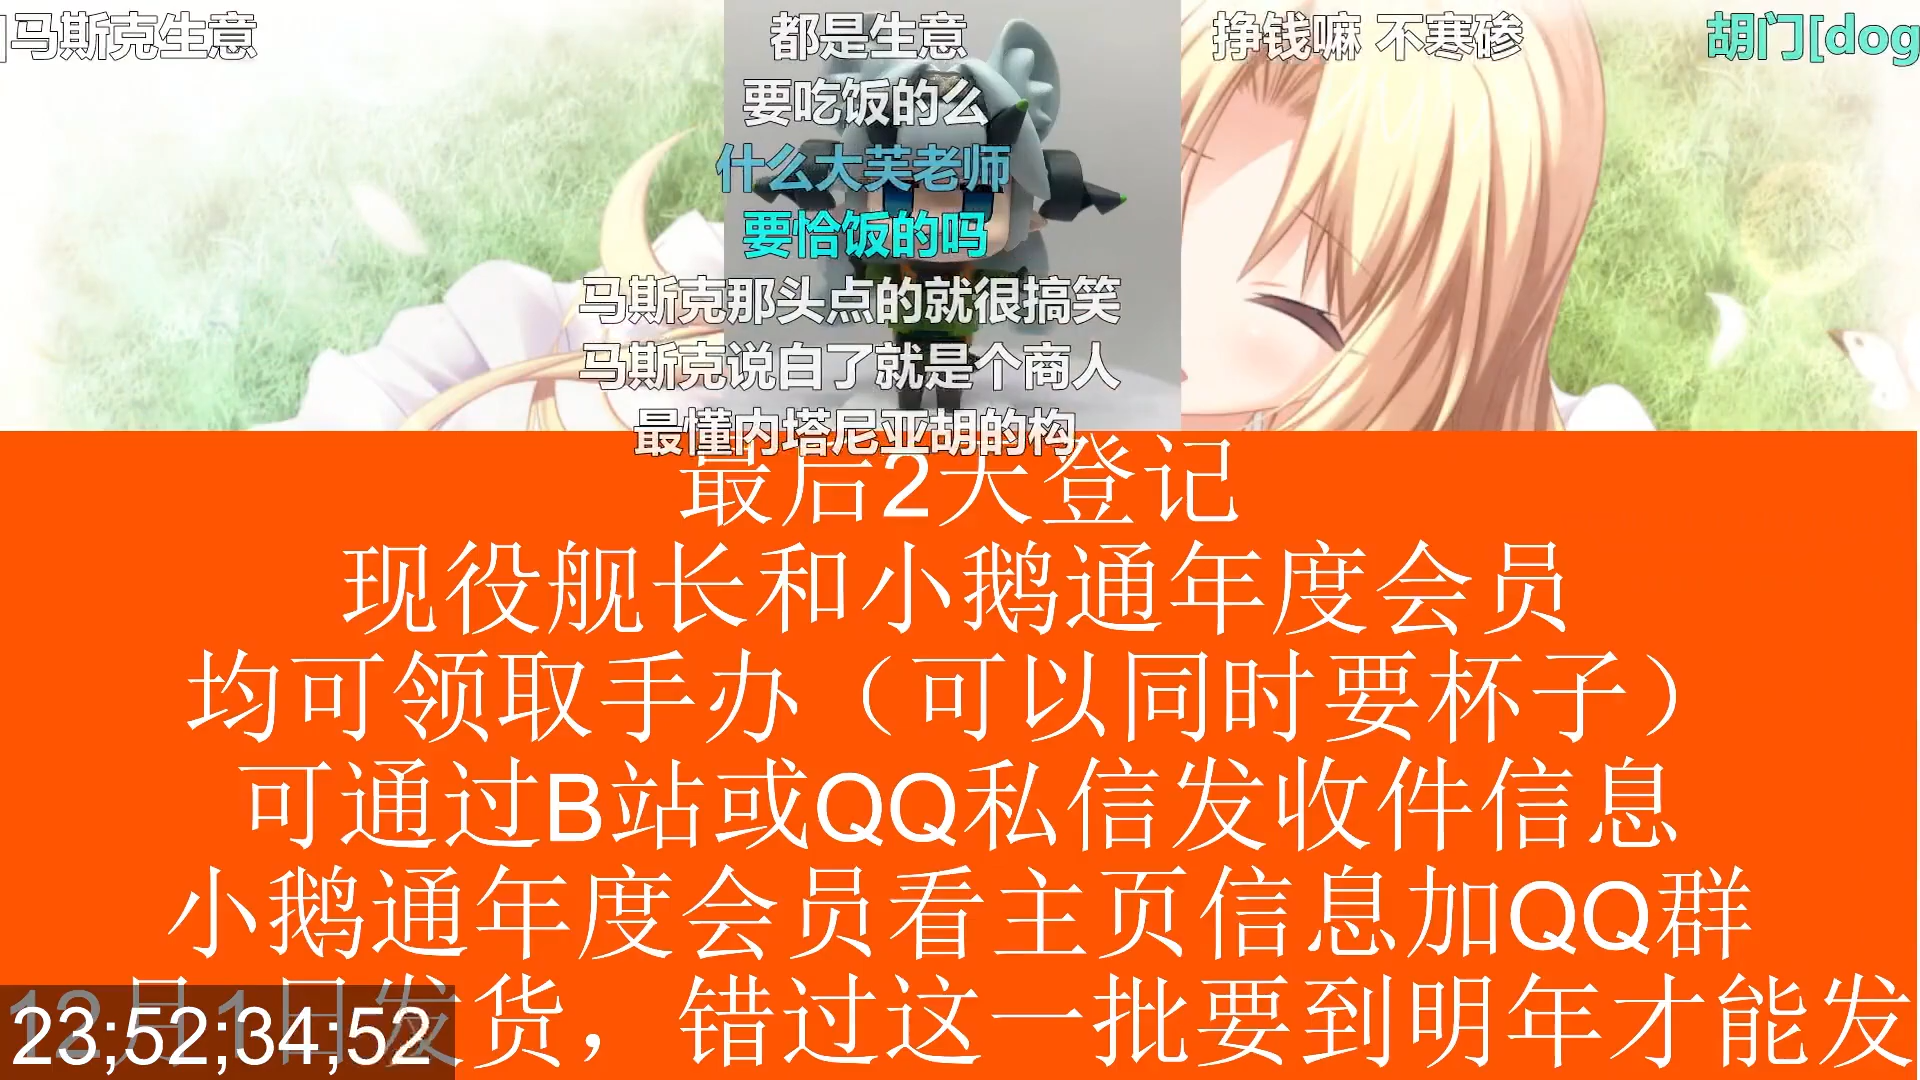 马斯克生意
都是生意
挣钱嘛 不寒碜
胡门[dog
要吃饭的么
什么大芙老师
要恰饭的吗
马斯克那头点的就很搞笑
马斯克说白了就是个商人
最懂内塔尼亚胡的构
最后2天登记
现役舰长和小鹅通年度会员
均可领取手办（可以同时要杯子）
可通过B站或QQ私信发收件信息
小鹅通年度会员看主页信息加QQ群
12月1日发货，错过这一批要到明年才能发
23;52;34;52